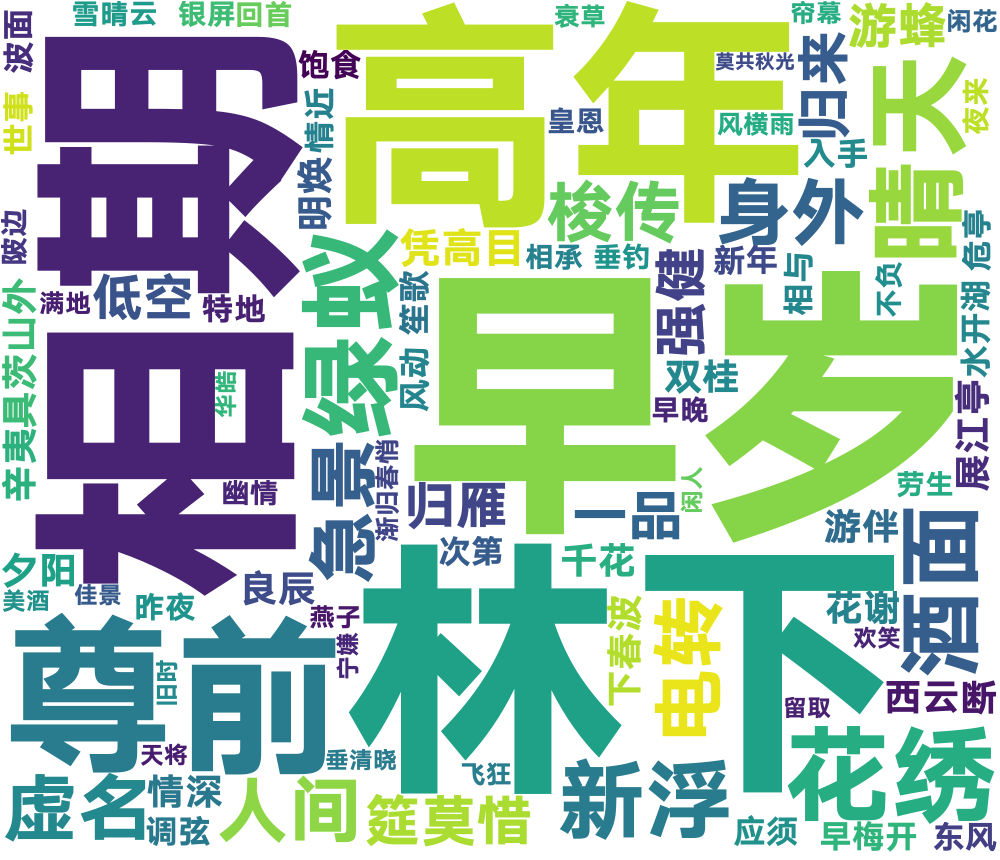 雪晴云
银屏回首
衰草
帘幕
游蜂
闲花
波面
相期
高年
饱食
莫共秋光
归来
晴天
世事
情近
皇恩
风横雨
夜来
入手
明焕
梭传
身外
陂边
绿蚁
凭高目
相承
垂钓
强健
新年
相与
不负
危亭
满地
低空
特地
笙歌
早岁
辛夷具茨山外
水开湖
风动
双桂
华皓
早晚
展江亭
急景
渐归春悄
幽情
归雁
一品
闲人
劳生
游伴
酒面
夕阳
次第
千花
林下
美酒
佳景
昨夜
良辰
燕子
下春波
电转
花谢
欢笑
尊前
宁嫌
旧时
西云断
留取
天将
垂清晓
飞狂
花绣
虚名
情深
人间
筵莫惜
新浮
调弦
应须
早梅开
东风